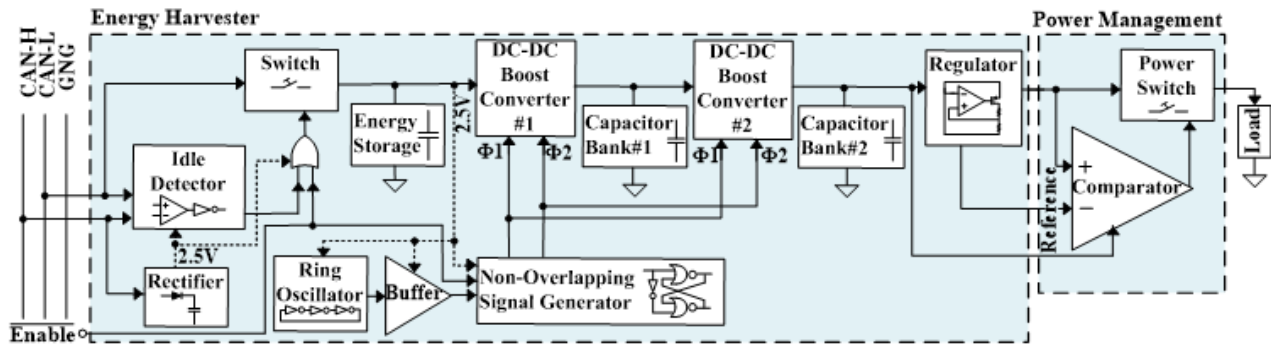 Energy Harvester
Power Management
CAN-H
CAN-L
GNG
Switch
2.5V
DC-DC
Boost
Converter
#1
DC-DC
Boost
Converter
#2
Regulator
Power
Switch
Load
Energy
Storage
Capacitor
Bank#1
Capacitor
Bank#2
Idle
Detector
Φ1
Φ2
Φ1
Φ2
+
Comparator
−
Reference
2.5V
Rectifier
Ring
Oscillator
Buffer
Non-Overlapping
Signal Generator
Enable